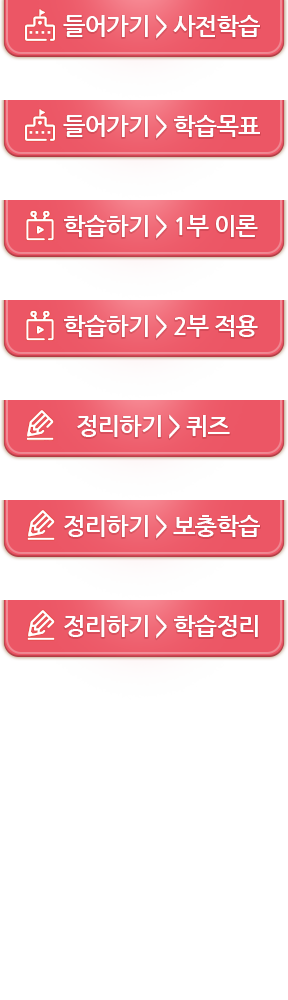 들어가기 > 사전학습
들어가기 > 학습목표
학습하기 > 1부 이론
학습하기 > 2부 적용
정리하기 > 퀴즈
정리하기 > 보충학습
정리하기 > 학습정리